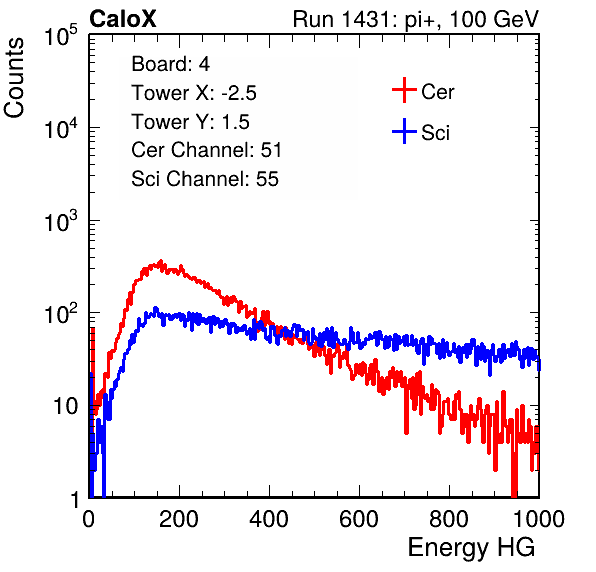 CaloX Run 1431: pi+, 100 GeV
Counts
Board: 4
Tower X: -2.5
Tower Y: 1.5
Cer Channel: 51
Sci Channel: 55
Cer
Sci
10^5
10^4
10^3
10^2
10
1
0 200 400 600 800 1000
Energy HG